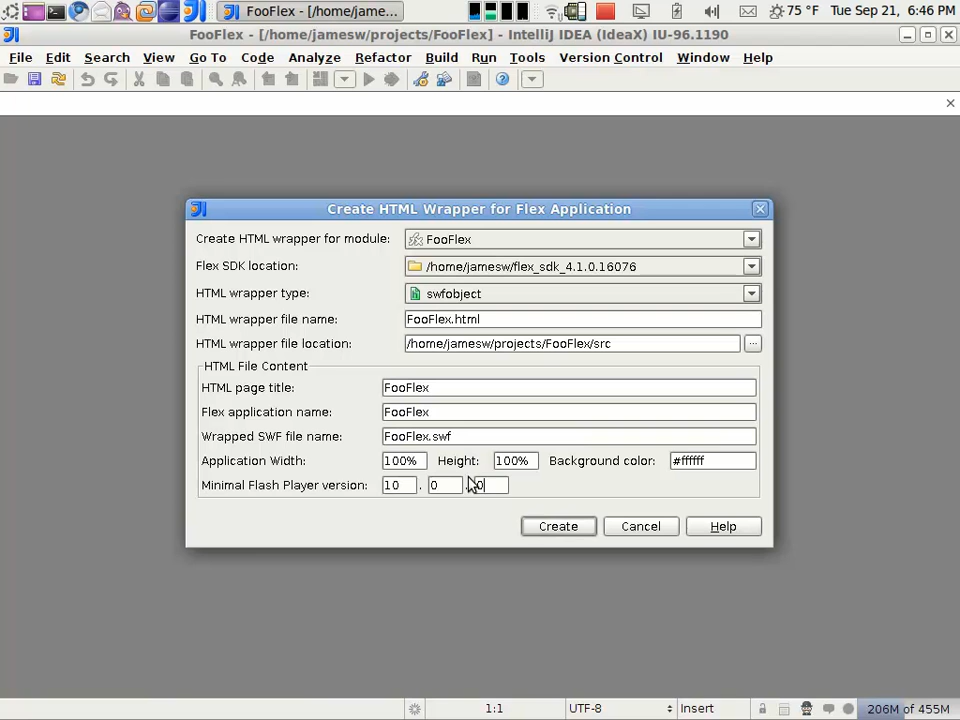 FooFlex - [/home/jame... 75 °F Tue Sep 21, 6:46 PM
FooFlex - [/home/jamesw/projects/FooFlex] - IntelliJ IDEA (IdeaX) IU-96.1190
File Edit Search View Go To Code Analyze Refactor Build Run Tools Version Control Window Help
Create HTML Wrapper for Flex Application
Create HTML wrapper for module: FooFlex
Flex SDK location: /home/jamesw/flex_sdk_4.1.0.16076
HTML wrapper type: swfobject
HTML wrapper file name: FooFlex.html
HTML wrapper file location: /home/jamesw/projects/FooFlex/src ...
HTML File Content
HTML page title: FooFlex
Flex application name: FooFlex
Wrapped SWF file name: FooFlex.swf
Application Width: 100% Height: 100% Background color: #ffffff
Minimal Flash Player version: 10 . 0 . 0
Create Cancel Help
1:1 UTF-8 Insert 206M of 455M